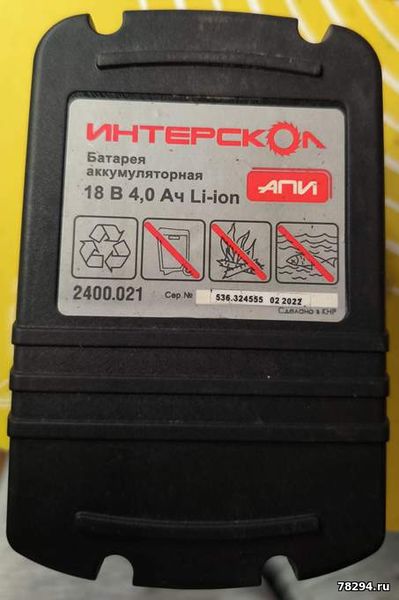 ИНТЕРСКОЛ
Батарея
аккумуляторная
18 В 4,0 Ач Li-ion
АПИ
2400.021
Сер.№ 536.324555 02 2022
Сделано в КНР
78294.ru